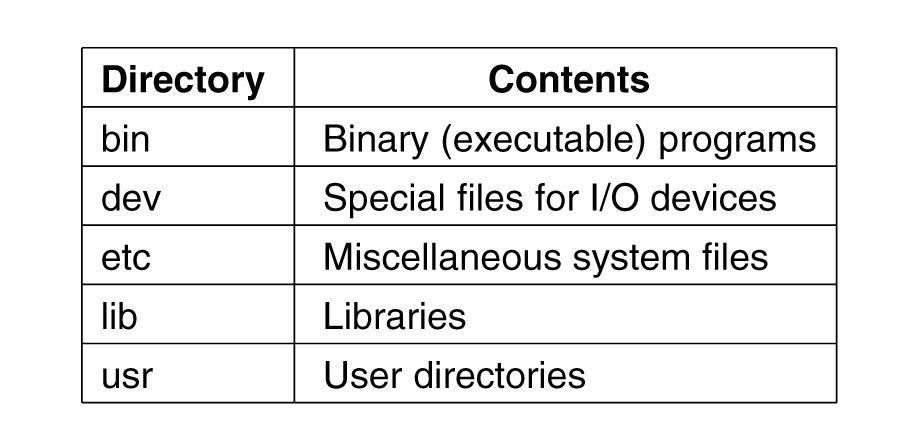 Directory Contents
bin Binary (executable) programs
dev Special files for I/O devices
etc Miscellaneous system files
lib Libraries
usr User directories